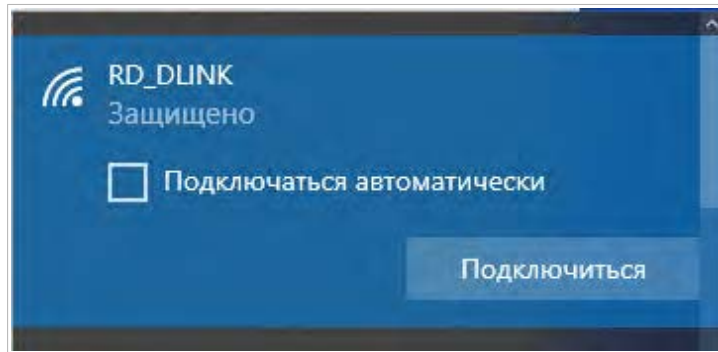 RD_DLINK
Защищено
Подключаться автоматически
Подключиться